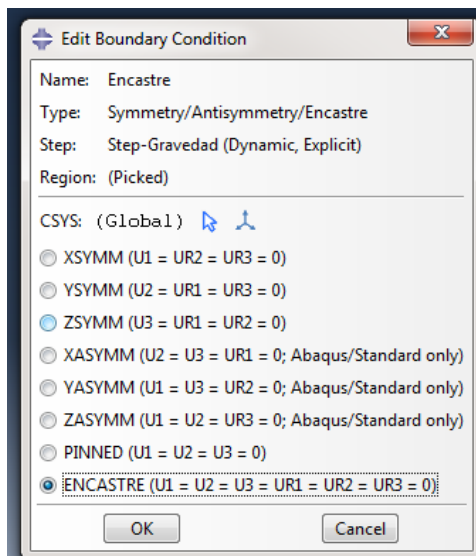 Edit Boundary Condition
Name: Encastre
Type: Symmetry/Antisymmetry/Encastre
Step: Step-Gravedad (Dynamic, Explicit)
Region: (Picked)
CSYS: (Global)
XSYMM (U1 = UR2 = UR3 = 0)
YSYMM (U2 = UR1 = UR3 = 0)
ZSYMM (U3 = UR1 = UR2 = 0)
XASYMM (U2 = U3 = UR1 = 0; Abaqus/Standard only)
YASYMM (U1 = U3 = UR2 = 0; Abaqus/Standard only)
ZASYMM (U1 = U2 = UR3 = 0; Abaqus/Standard only)
PINNED (U1 = U2 = U3 = 0)
ENCASTRE (U1 = U2 = U3 = UR1 = UR2 = UR3 = 0)
OK Cancel